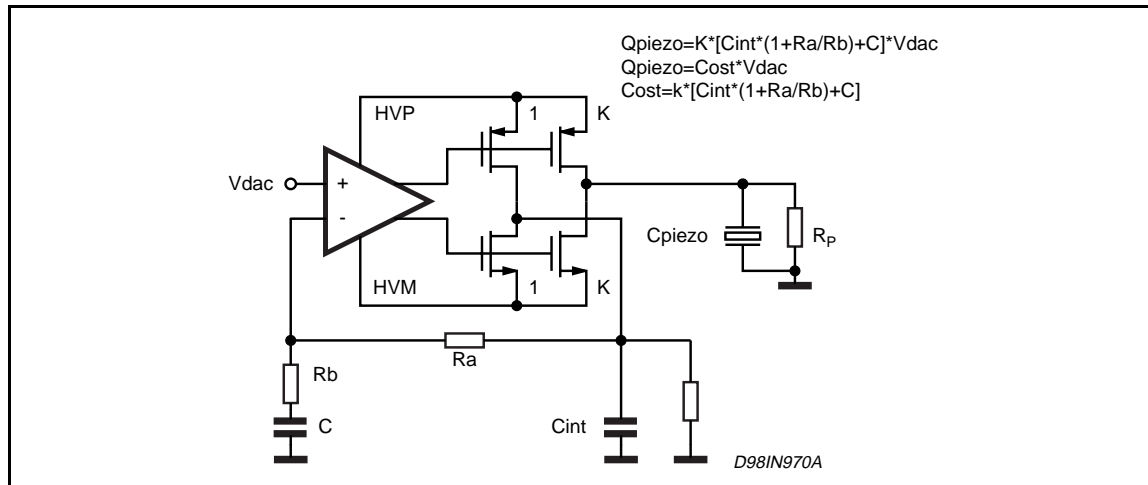 Qpiezo=K*[Cint*(1+Ra/Rb)+C]*Vdac
Qpiezo=Cost*Vdac
Cost=k*[Cint*(1+Ra/Rb)+C]
HVP
1
K
Vdac
+
-
Cpiezo
RP
HVM
1
K
Ra
Rb
C
Cint
D98IN970A